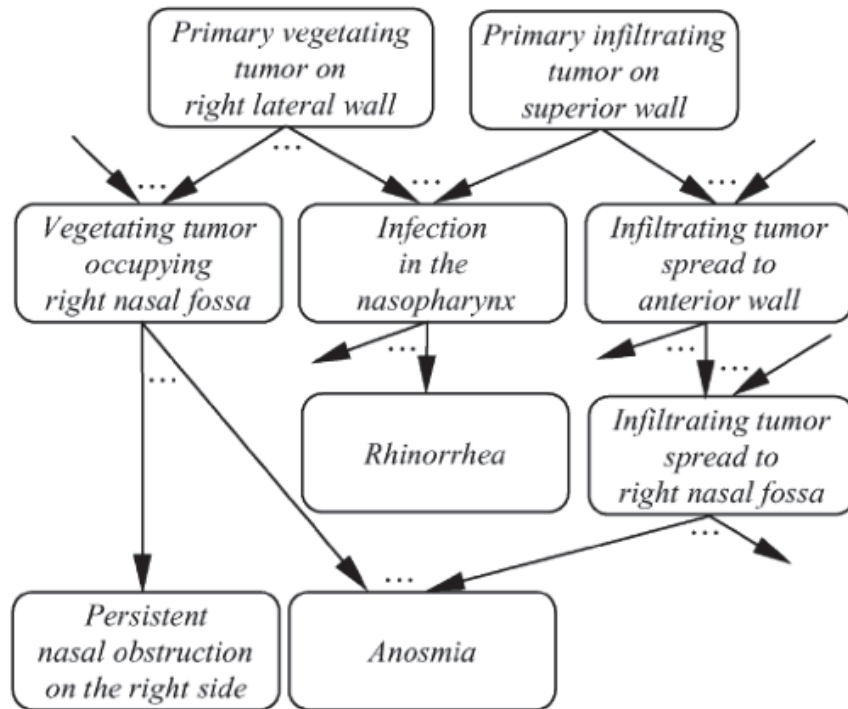 Primary vegetating
tumor on
right lateral wall
Primary infiltrating
tumor on
superior wall
...
...
...
...
Vegetating tumor
occupying
right nasal fossa
Infection
in the
nasopharynx
Infiltrating tumor
spread to
anterior wall
...
...
...
...
Rhinorrhea
Infiltrating tumor
spread to
right nasal fossa
...
...
Persistent
nasal obstruction
on the right side
Anosmia